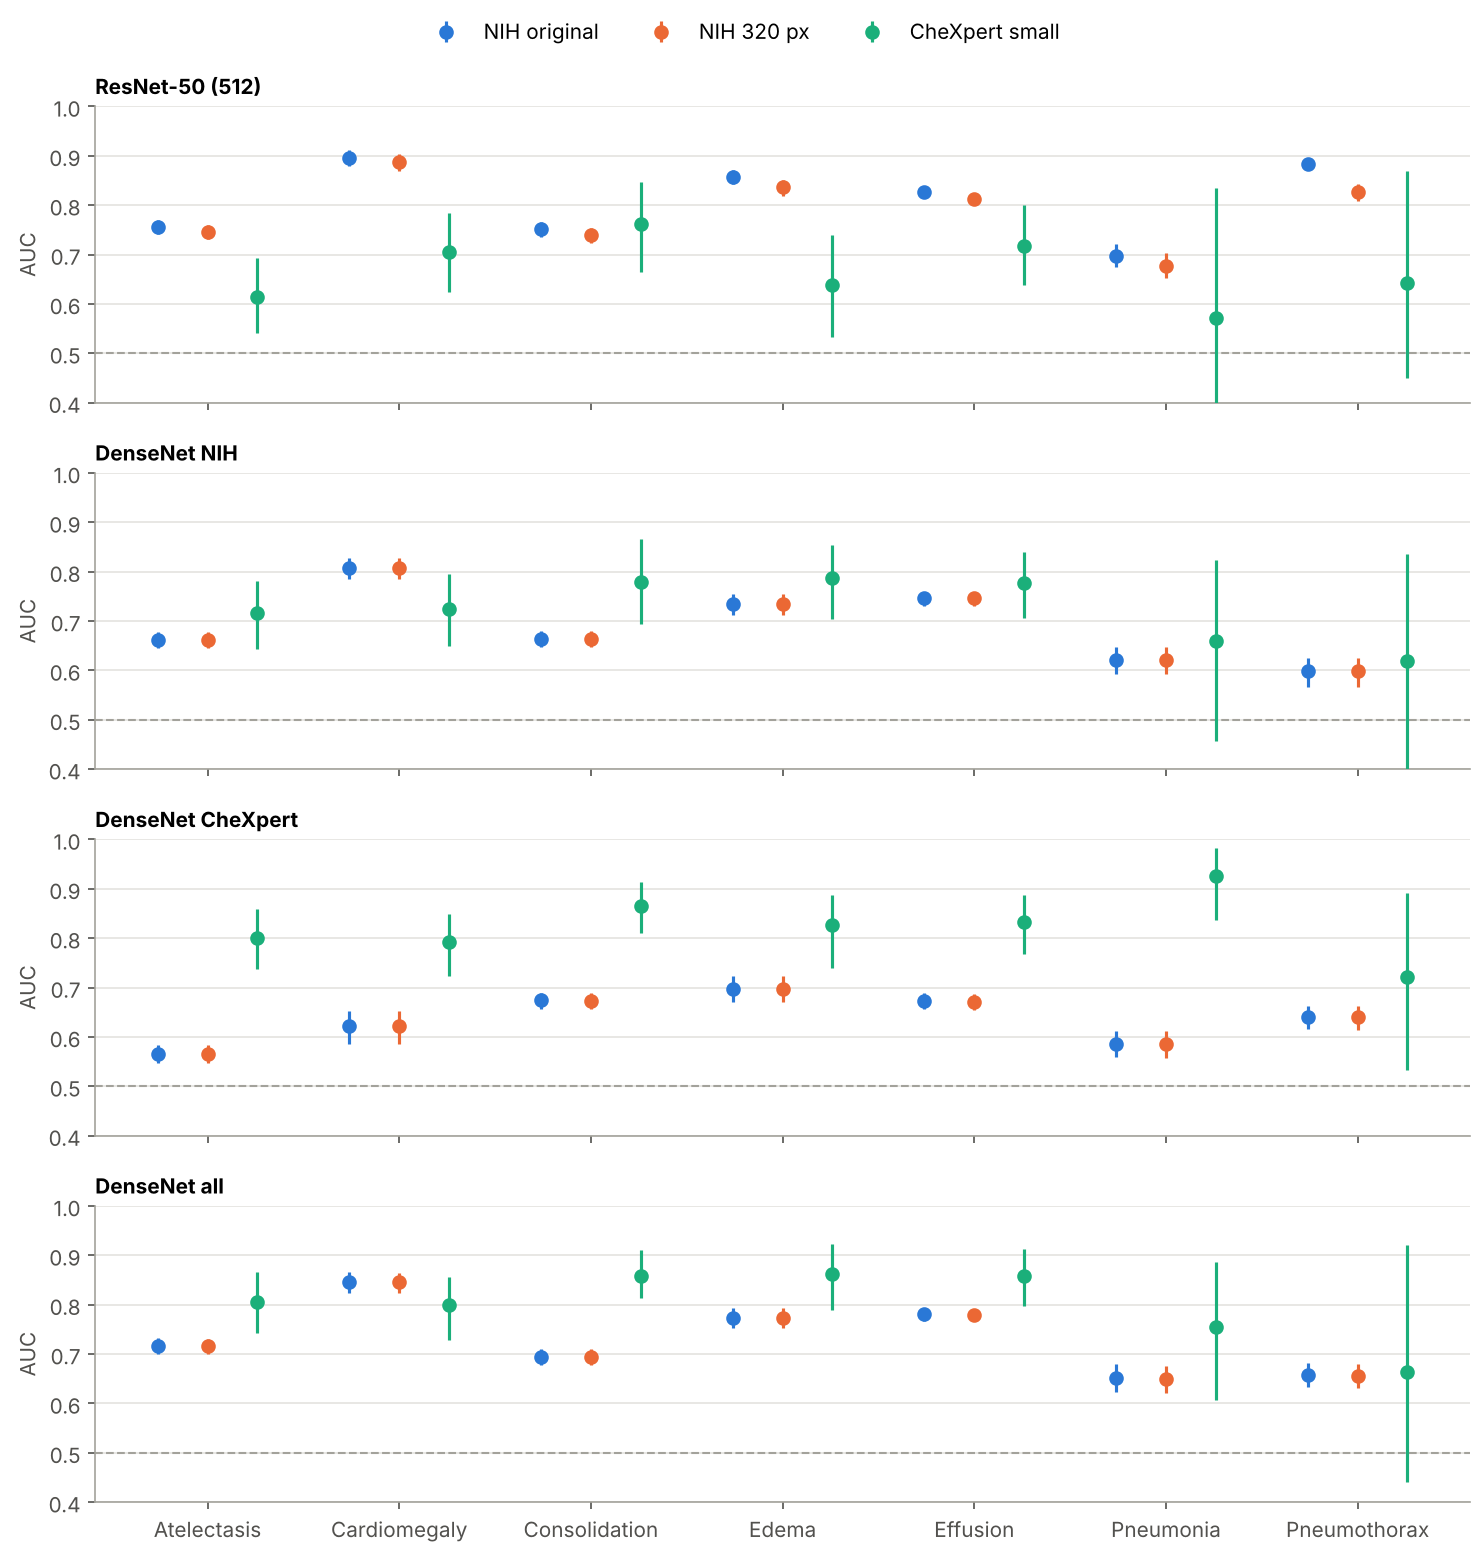 NIH original NIH 320 px CheXpert small
ResNet-50 (512)
1.0
0.9
0.8
0.7
0.6
0.5
0.4
AUC
DenseNet NIH
1.0
0.9
0.8
0.7
0.6
0.5
0.4
AUC
DenseNet CheXpert
1.0
0.9
0.8
0.7
0.6
0.5
0.4
AUC
DenseNet all
1.0
0.9
0.8
0.7
0.6
0.5
0.4
AUC
Atelectasis Cardiomegaly Consolidation Edema Effusion Pneumonia Pneumothorax